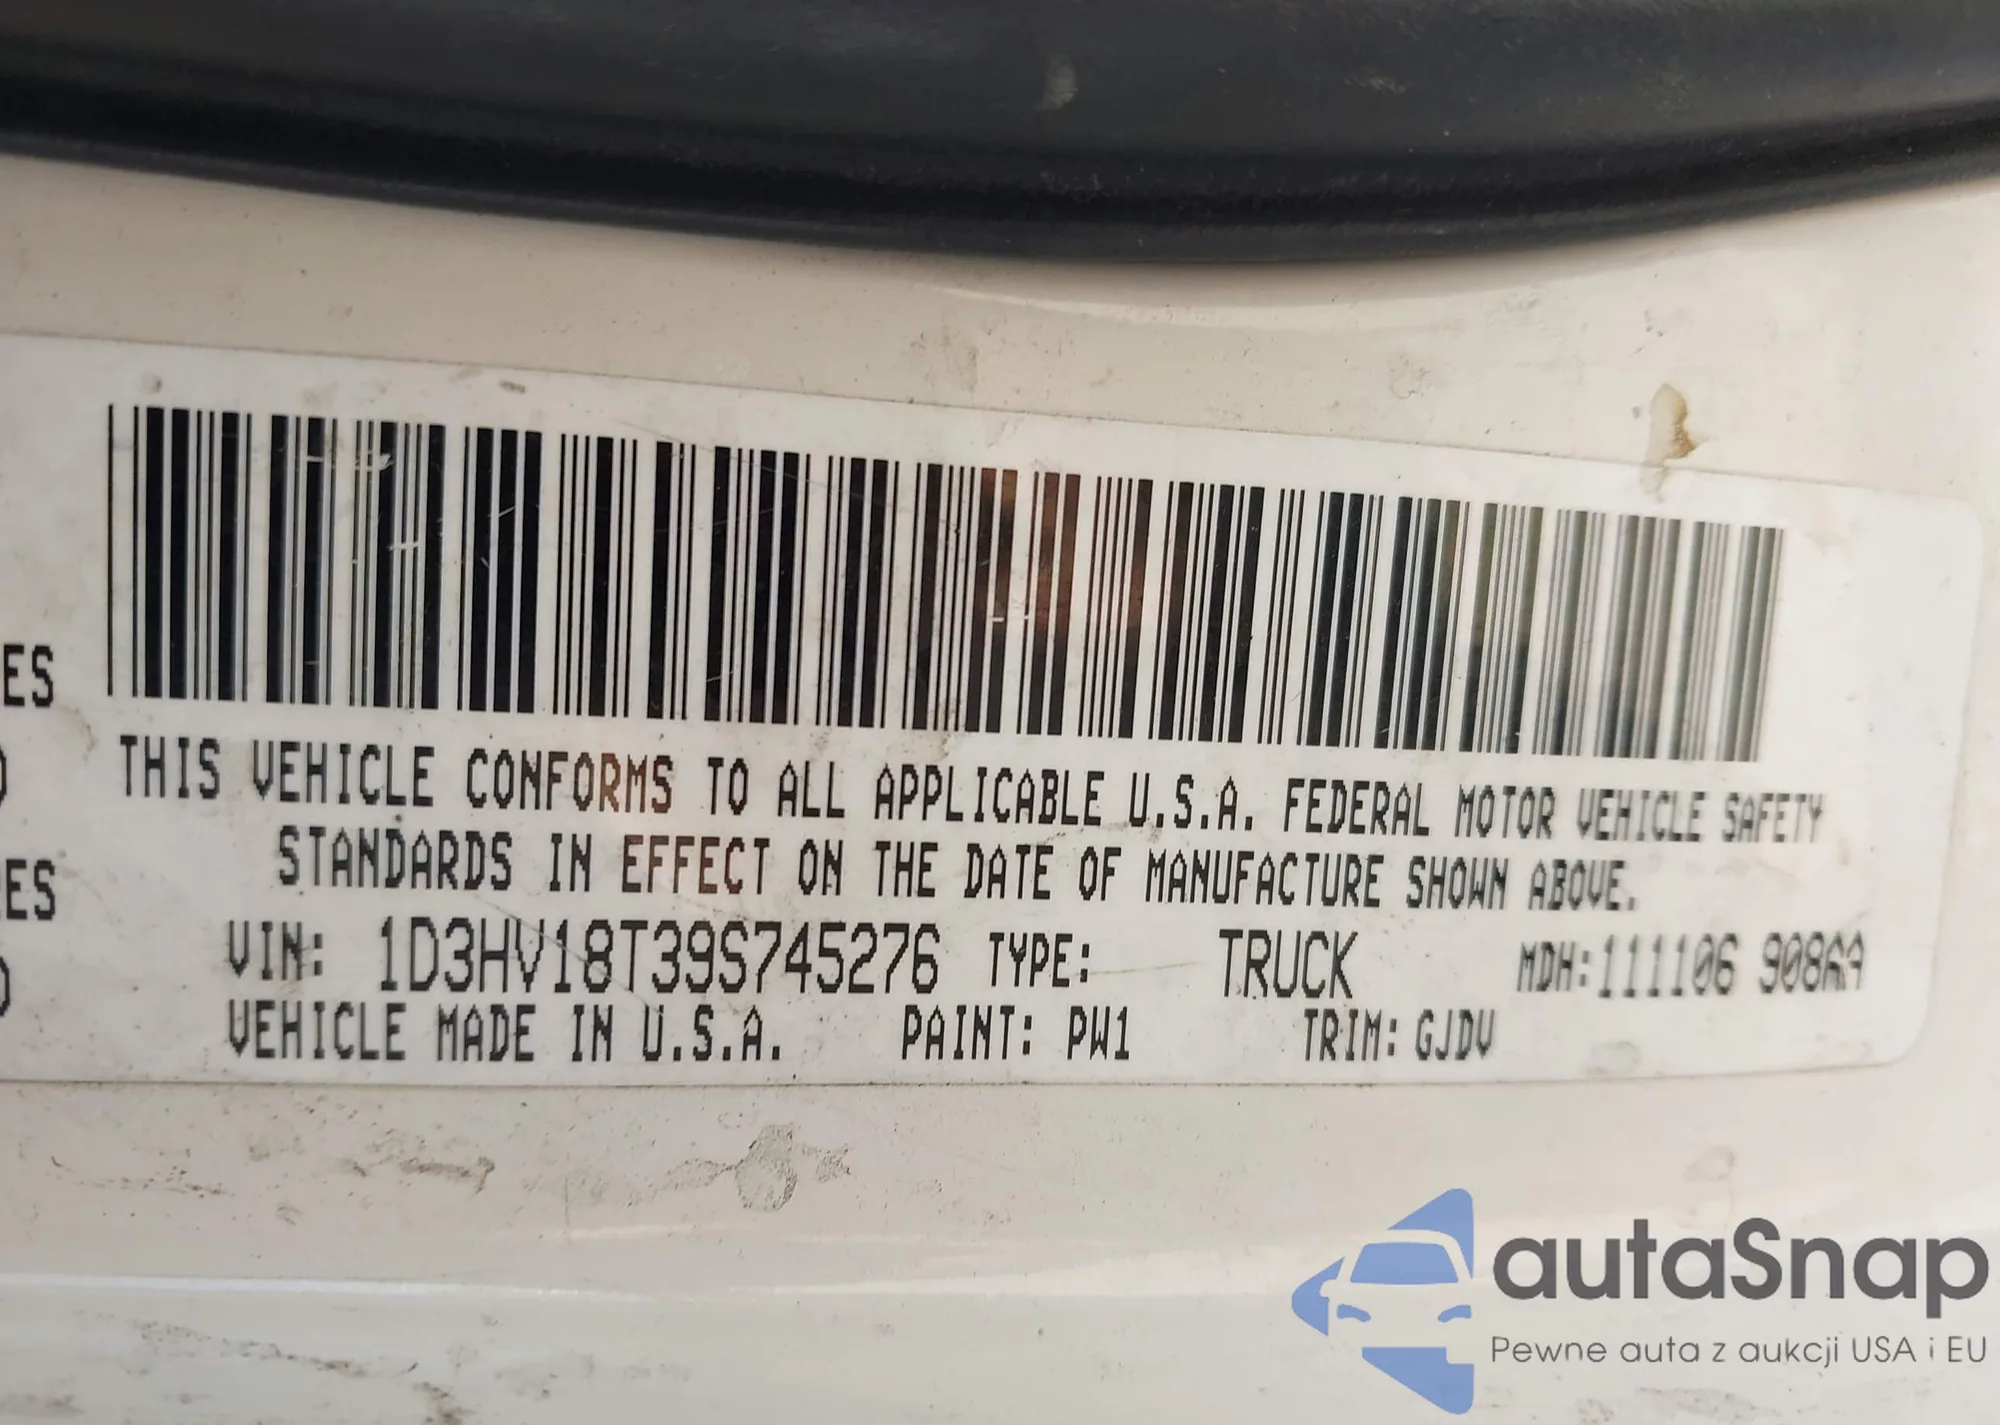 ES
THIS VEHICLE CONFORMS TO ALL APPLICABLE U.S.A. FEDERAL MOTOR VEHICLE SAFETY
STANDARDS IN EFFECT ON THE DATE OF MANUFACTURE SHOWN ABOVE.
ES
VIN: 1D3HV18T39S745276 TYPE: TRUCK MDH:111106
VEHICLE MADE IN U.S.A. PAINT: PW1 TRIM: GJDV
autaSnap
Pewne auta z aukcji USA i EU